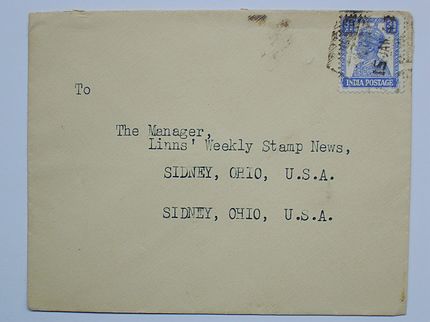 INDIA POSTAGE
To
The Manager,
Linns' Weekly Stamp News,
SIDNEY, OHIO, U.S.A.
SIDNEY, OHIO, U.S.A.